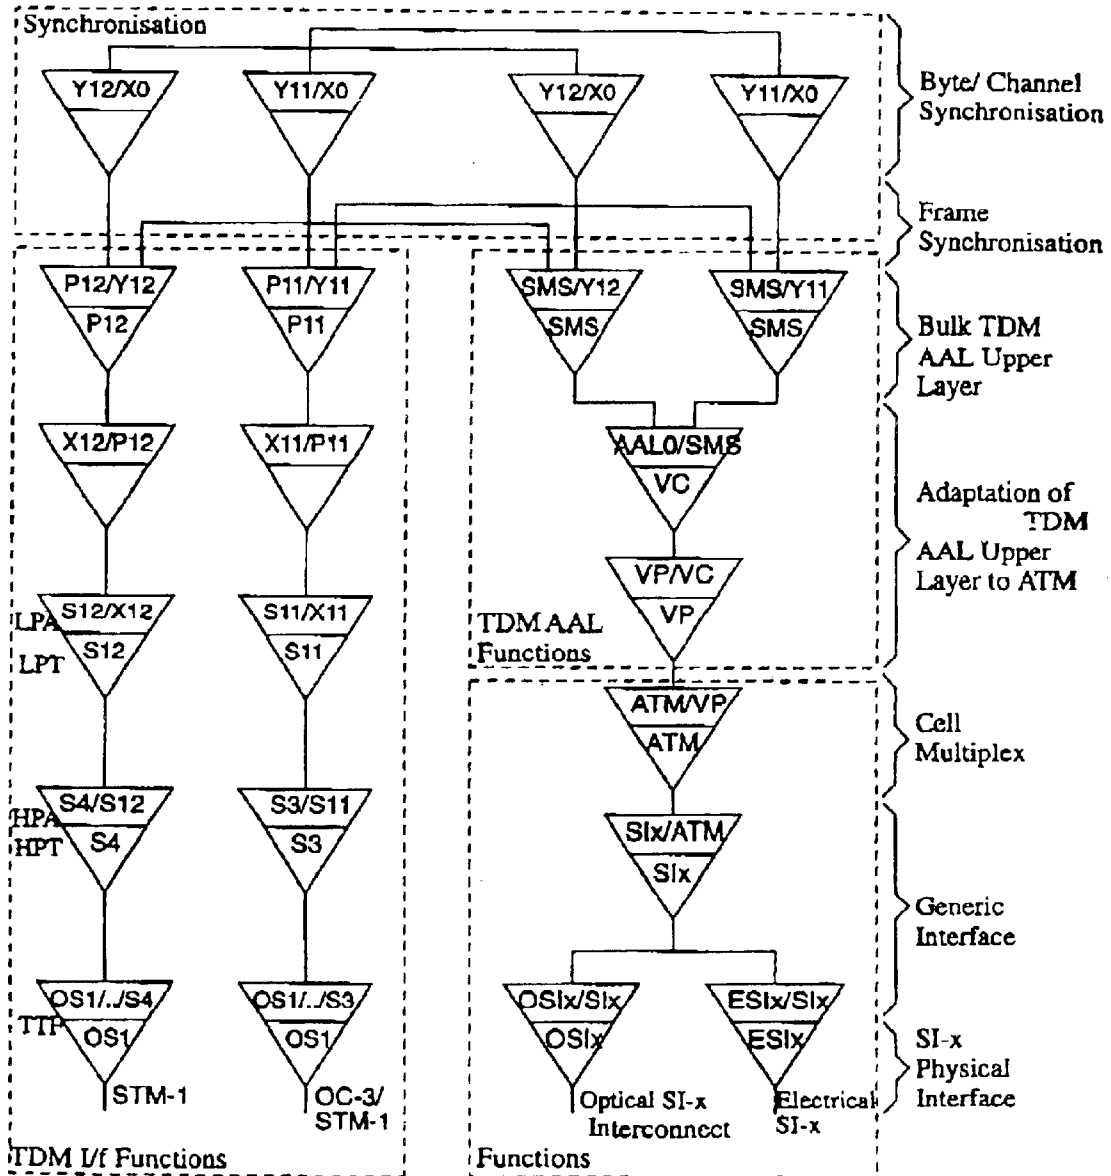 Synchronisation
Y12/X0
Y11/X0
Y12/X0
Y11/X0
Byte/ Channel
Synchronisation
Frame
Synchronisation
P12/Y12
P12
P11/Y11
P11
SMS/Y12
SMS
SMS/Y11
SMS
Bulk TDM
AAL Upper
Layer
X12/P12
X11/P11
AAL0/SMS
VC
Adaptation of
TDM
AAL Upper
Layer to ATM
VP/VC
VP
LPA
LPT
S12/X12
S12
S11/X11
S11
TDM AAL
Functions
ATM/VP
ATM
Cell
Multiplex
HPA
HPT
S4/S12
S4
S3/S11
S3
SIx/ATM
SIx
Generic
Interface
TTP
OS1/../S4
OS1
OS1/../S3
OS1
OSIx/SIx
OSIx
ESIx/SIx
ESIx
SI-x
Physical
Interface
STM-1
OC-3/
STM-1
Optical SI-x
Interconnect
Electrical
SI-x
TDM I/f Functions
Functions